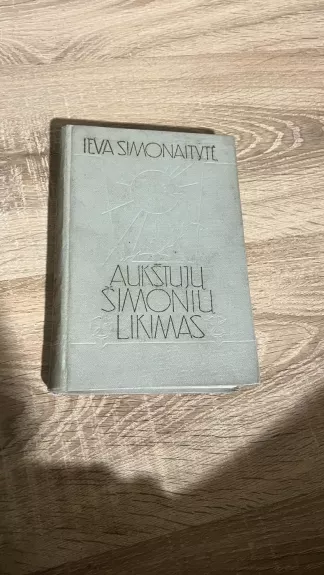 IEVA SIMONAITYTĖ
AUKŠTUJŲ
ŠIMONIŲ
LIKIMAS